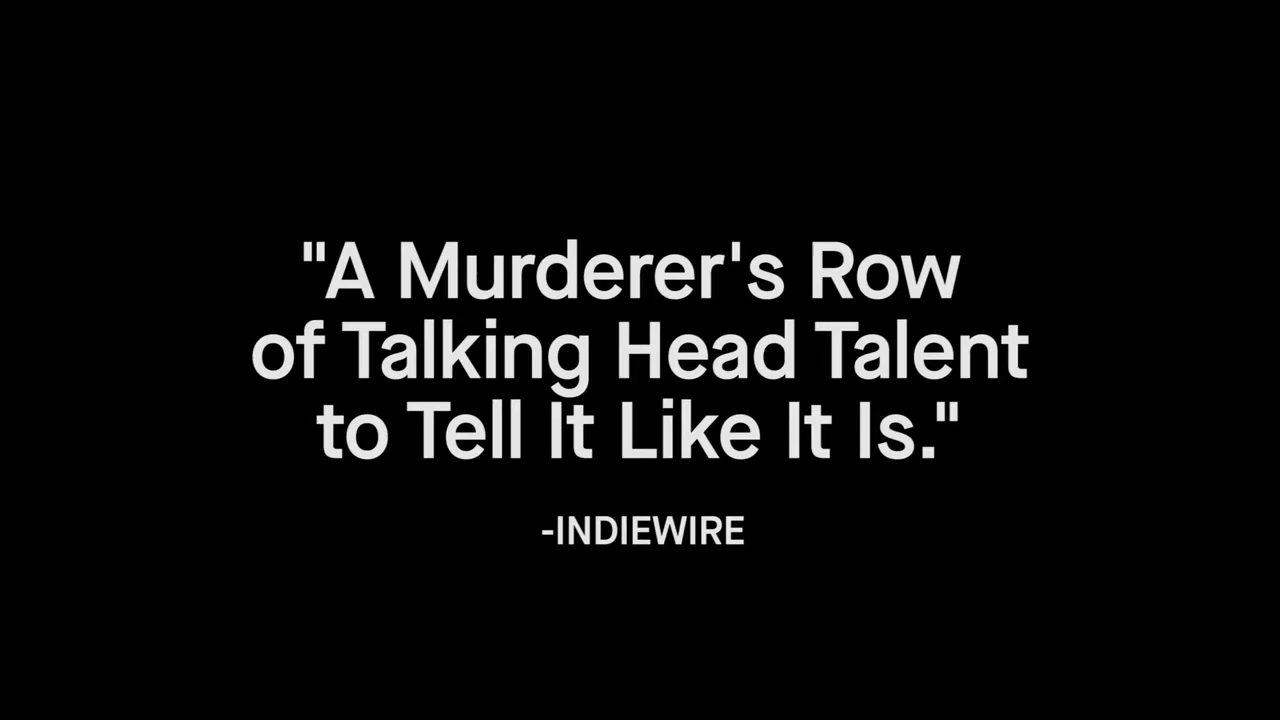 "A Murderer's Row
of Talking Head Talent
to Tell It Like It Is."
-INDIEWIRE